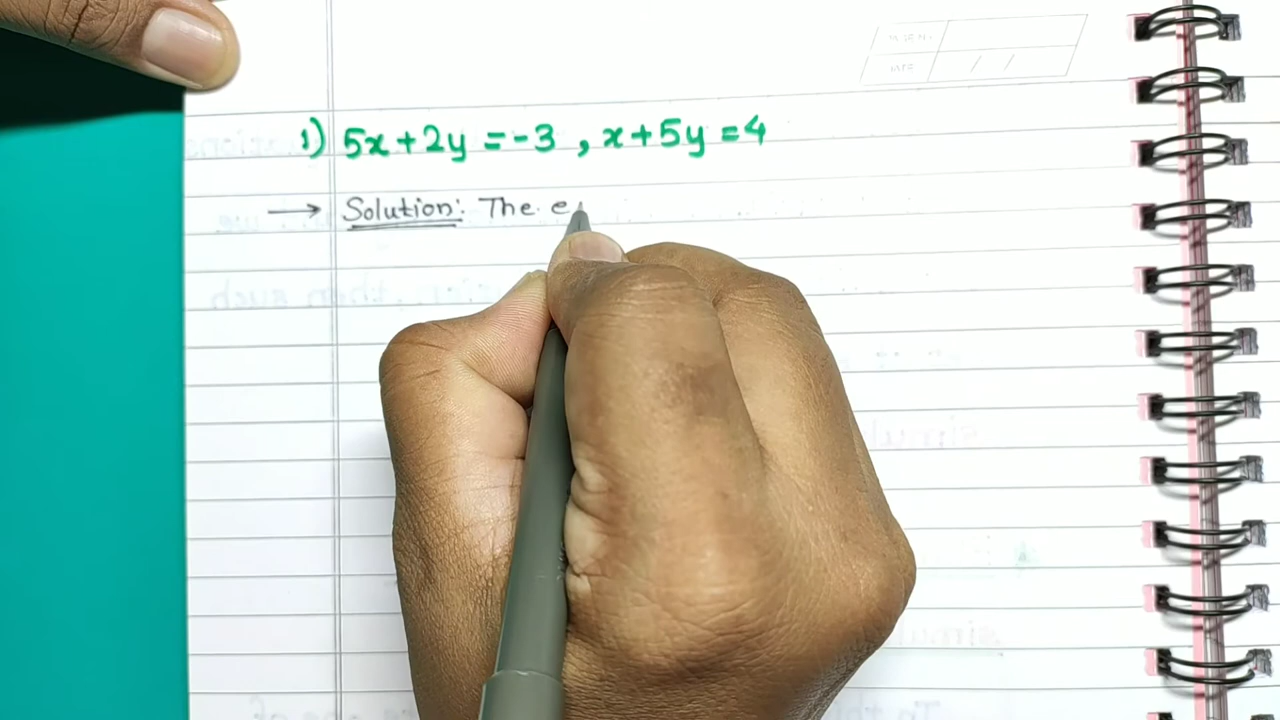 1) 5x+2y=-3, x+5y=4
→ Solution: The e